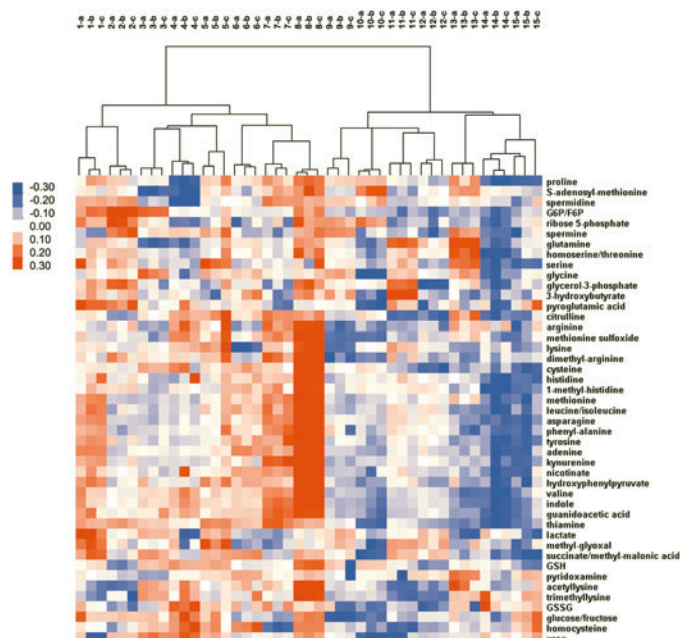 1-a
1-b
1-c
2-a
2-b
2-c
3-a
3-b
3-c
4-a
4-b
4-c
5-a
5-b
5-c
6-a
6-b
6-c
7-a
7-b
7-c
8-a
8-b
8-c
9-a
9-b
9-c
10-a
10-b
10-c
11-a
11-b
11-c
12-a
12-b
12-c
13-a
13-b
13-c
14-a
14-b
14-c
15-a
15-b
15-c
-0.30
-0.20
-0.10
0.00
0.10
0.20
0.30
proline
S-adenosyl-methionine
spermidine
G6P/F6P
ribose 5-phosphate
spermine
glutamine
homoserine/threonine
serine
glycine
glycerol-3-phosphate
3-hydroxybutyrate
pyroglutamic acid
citrulline
arginine
methionine sulfoxide
lysine
dimethyl-arginine
cysteine
histidine
1-methyl-histidine
methionine
leucine/isoleucine
asparagine
phenyl-alanine
tyrosine
adenine
kynurenine
nicotinate
hydroxyphenylpyruvate
valine
indole
guanidoacetic acid
thiamine
lactate
methyl-glyoxal
succinate/methyl-malonic acid
GSH
pyridoxamine
acetyllysine
trimethyllysine
GSSG
glucose/fructose
homocysteine